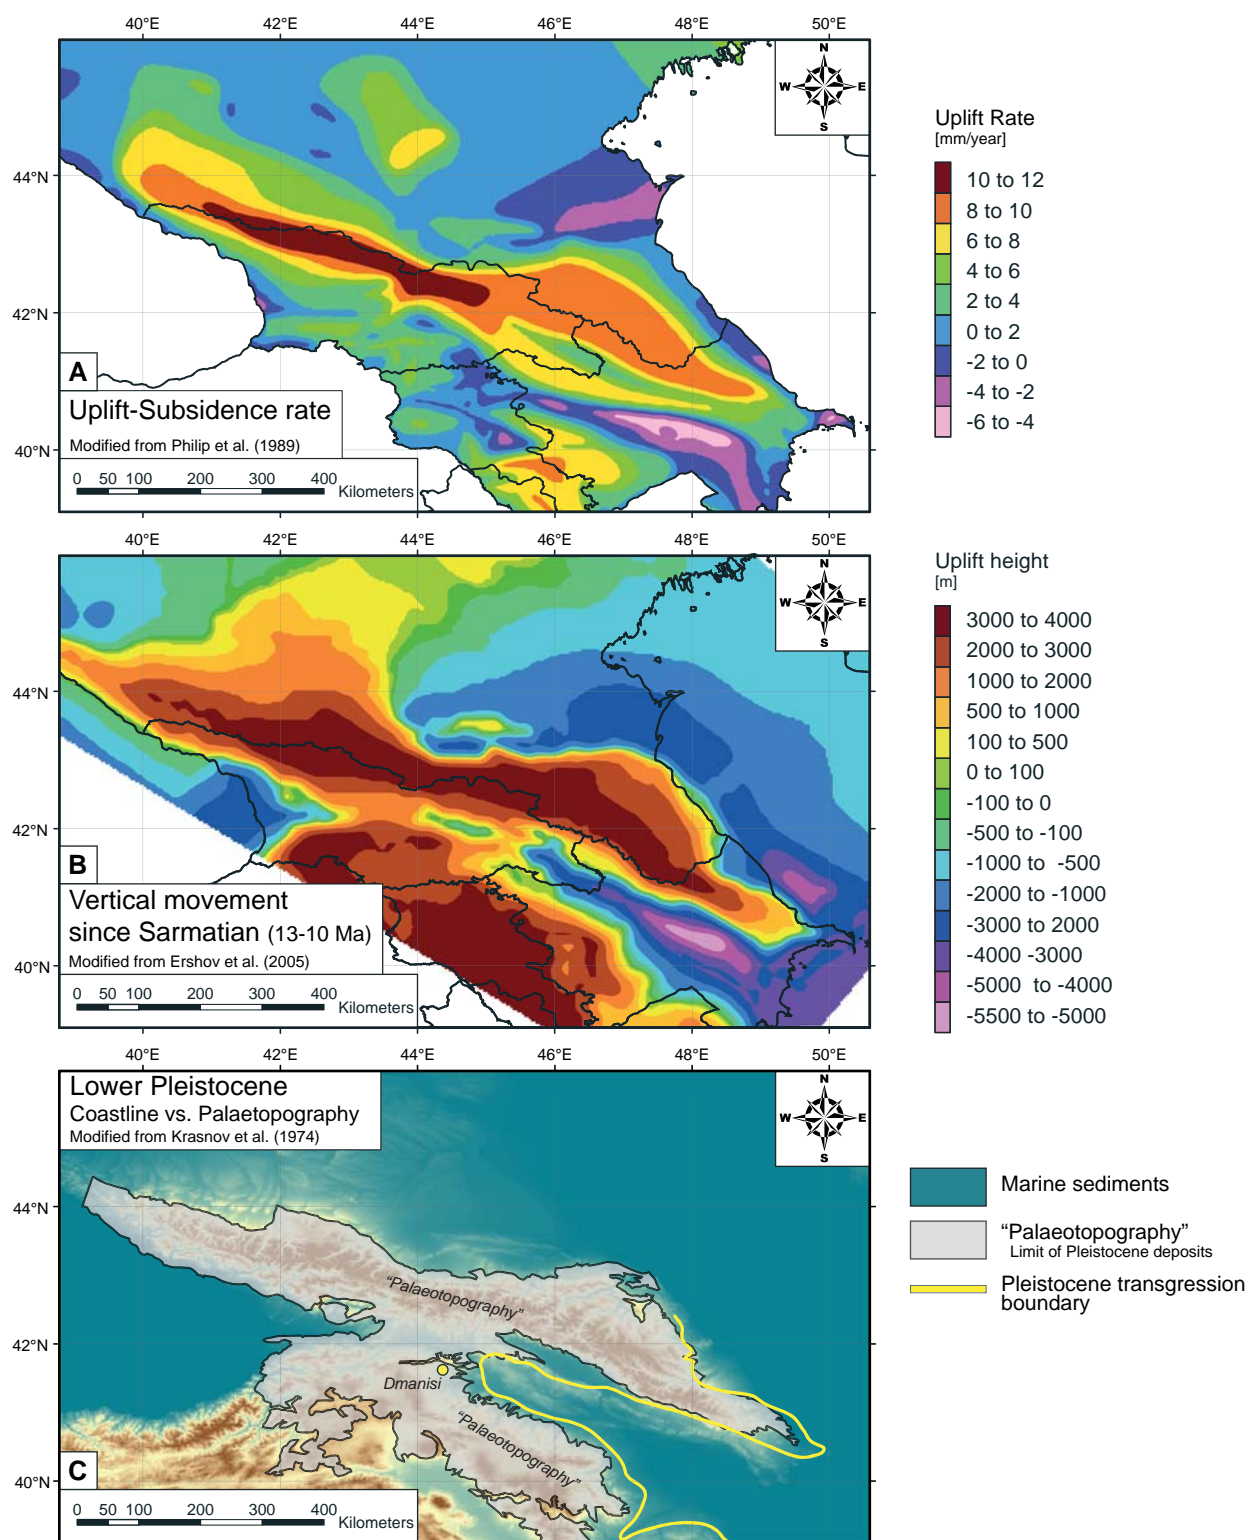 40°E 42°E 44°E 46°E 48°E 50°E
N
W E
S
44°N
42°N
40°N
A
Uplift-Subsidence rate
Modified from Philip et al. (1989)
0 50 100 200 300 400 Kilometers
Uplift Rate
[mm/year]
10 to 12
8 to 10
6 to 8
4 to 6
2 to 4
0 to 2
-2 to 0
-4 to -2
-6 to -4
40°E 42°E 44°E 46°E 48°E 50°E
N
W E
S
44°N
42°N
40°N
B
Vertical movement
since Sarmatian (13-10 Ma)
Modified from Ershov et al. (2005)
0 50 100 200 300 400 Kilometers
Uplift height
[m]
3000 to 4000
2000 to 3000
1000 to 2000
500 to 1000
100 to 500
0 to 100
-100 to 0
-500 to -100
-1000 to -500
-2000 to -1000
-3000 to 2000
-4000 -3000
-5000 to -4000
-5500 to -5000
40°E 42°E 44°E 46°E 48°E 50°E
Lower Pleistocene
Coastline vs. Palaetopography
Modified from Krasnov et al. (1974)
N
W E
S
44°N
42°N
40°N
"Palaeotopography"
Dmanisi
"Palaeotopography"
C
0 50 100 200 300 400 Kilometers
Marine sediments
“Palaeotopography”
Limit of Pleistocene deposits
Pleistocene transgression
boundary